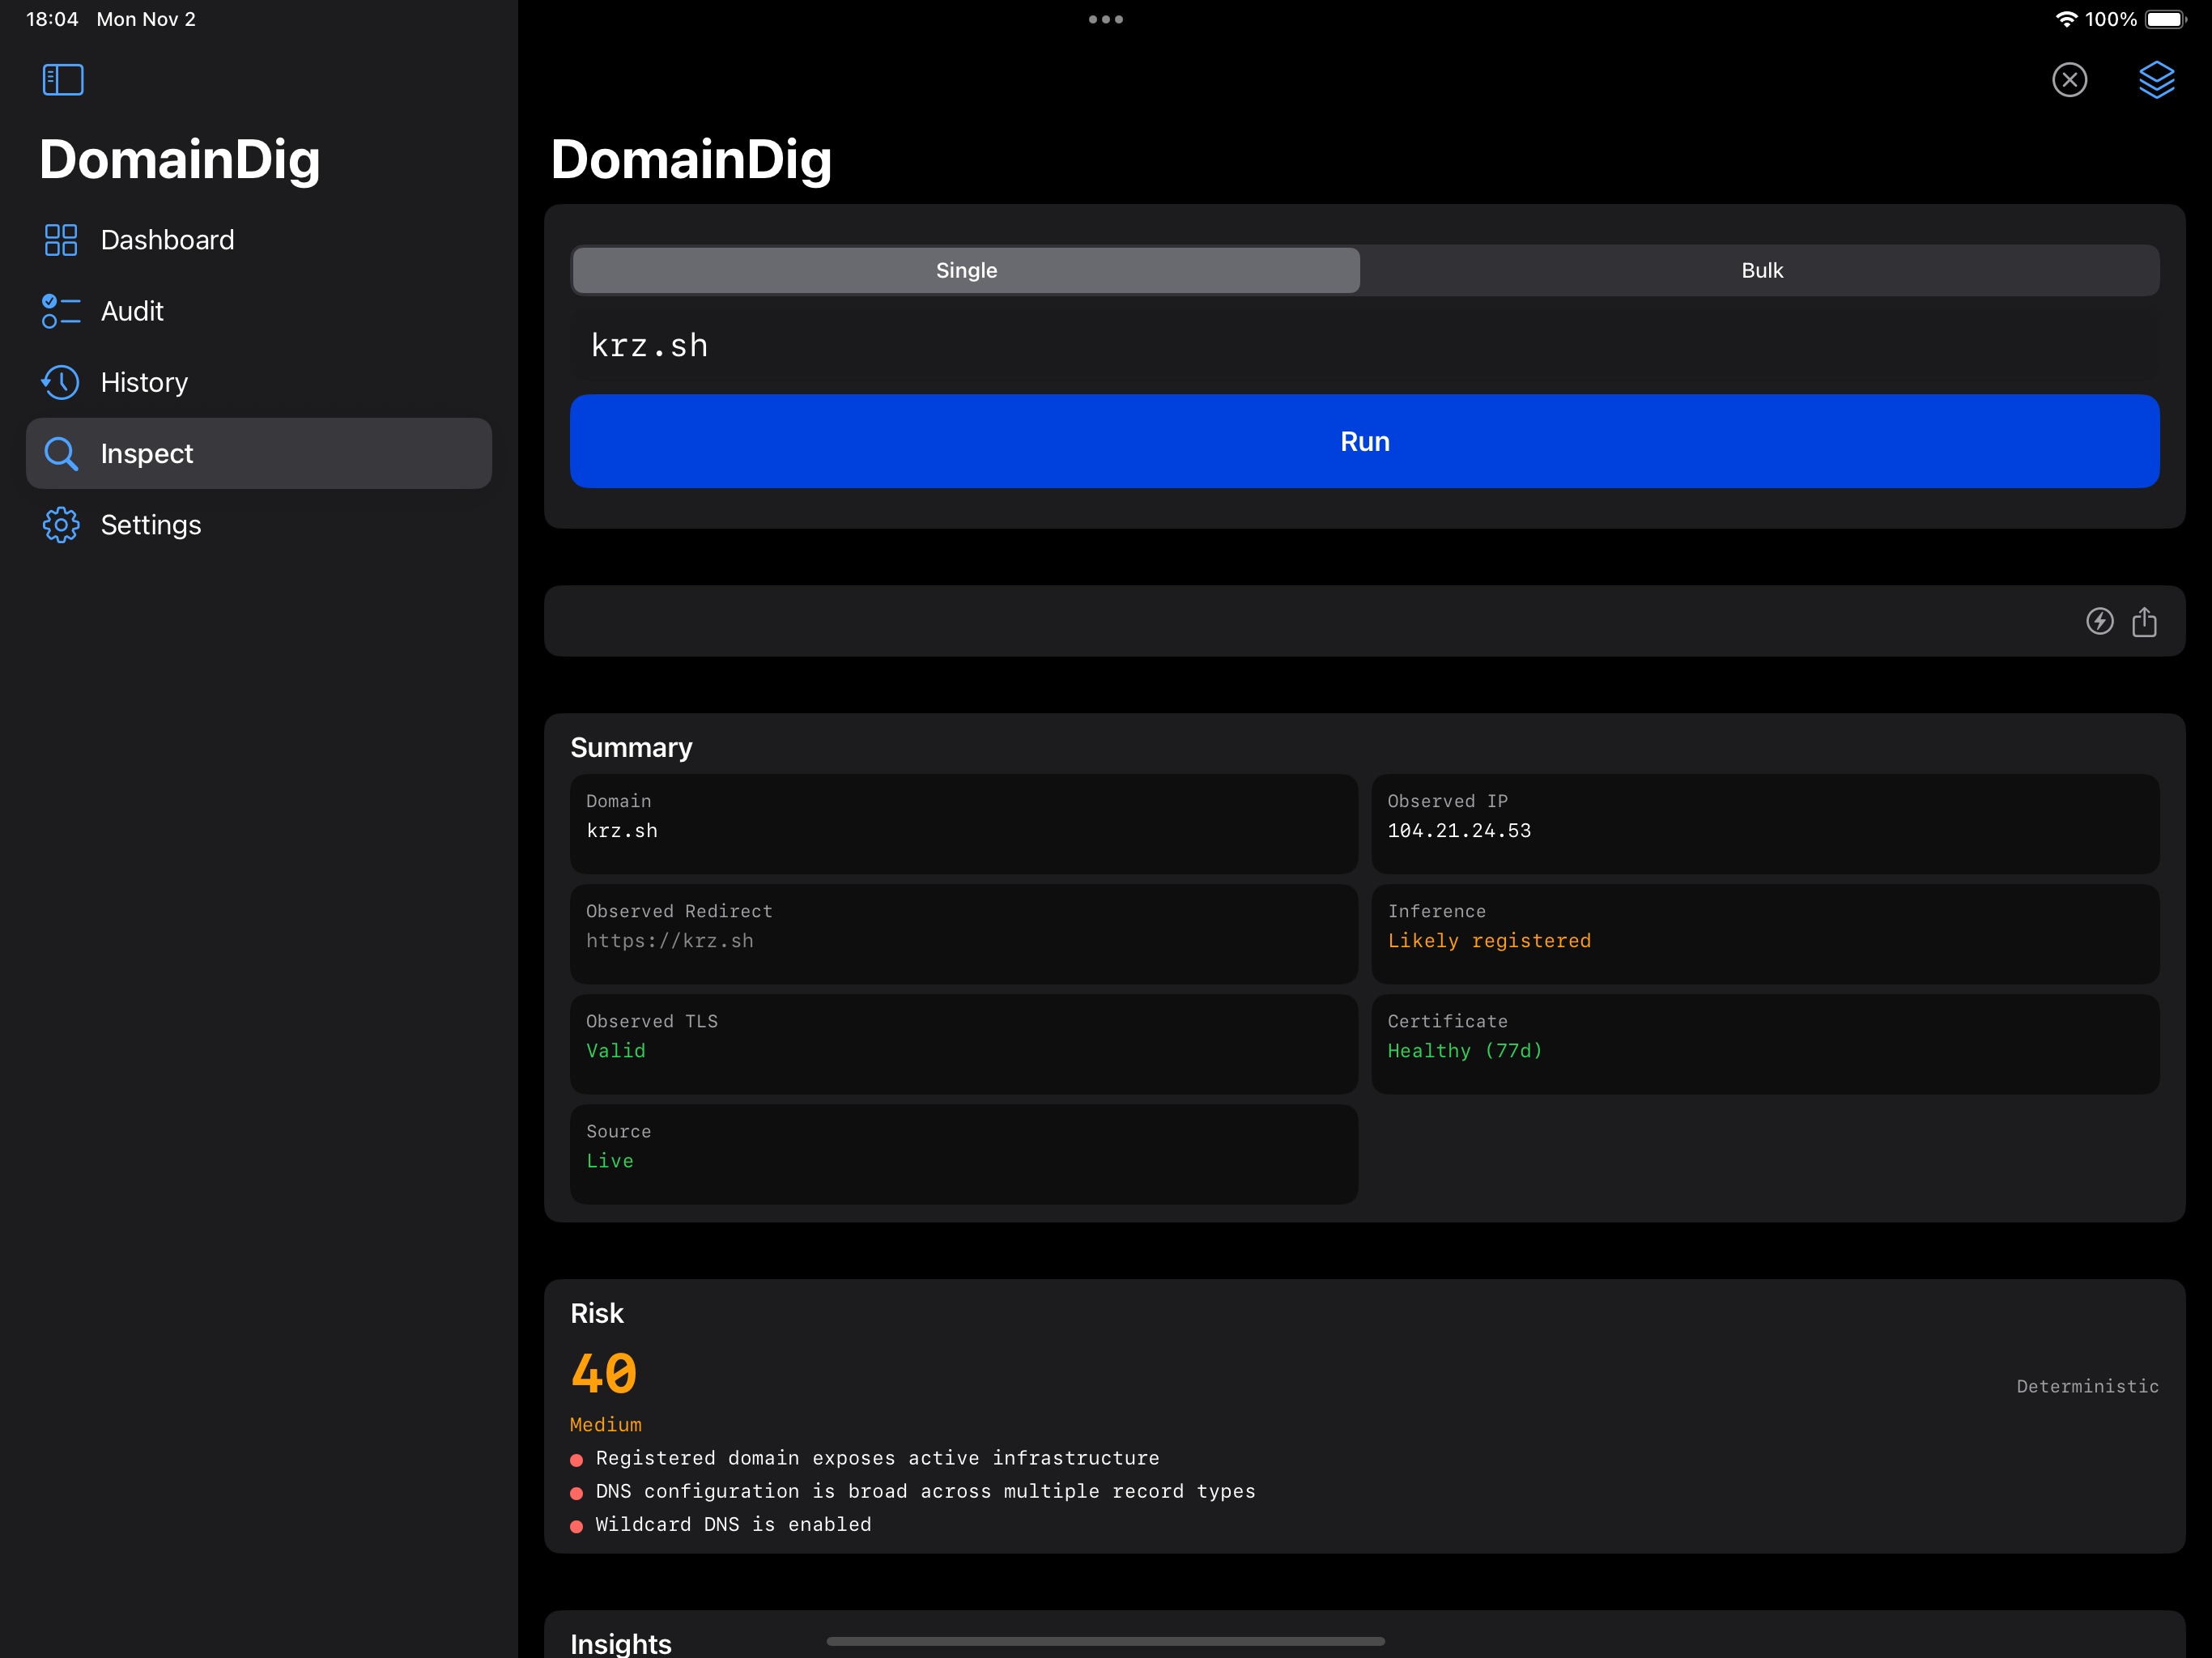 18:04 Mon Nov 2
100%
DomainDig
Dashboard
Audit
History
Inspect
Settings
DomainDig
Single Bulk
krz.sh
Run
Summary
Domain
krz.sh
Observed IP
104.21.24.53
Observed Redirect
https://krz.sh
Inference
Likely registered
Observed TLS
Valid
Certificate
Healthy (77d)
Source
Live
Risk
40
Deterministic
Medium
Registered domain exposes active infrastructure
DNS configuration is broad across multiple record types
Wildcard DNS is enabled
Insights